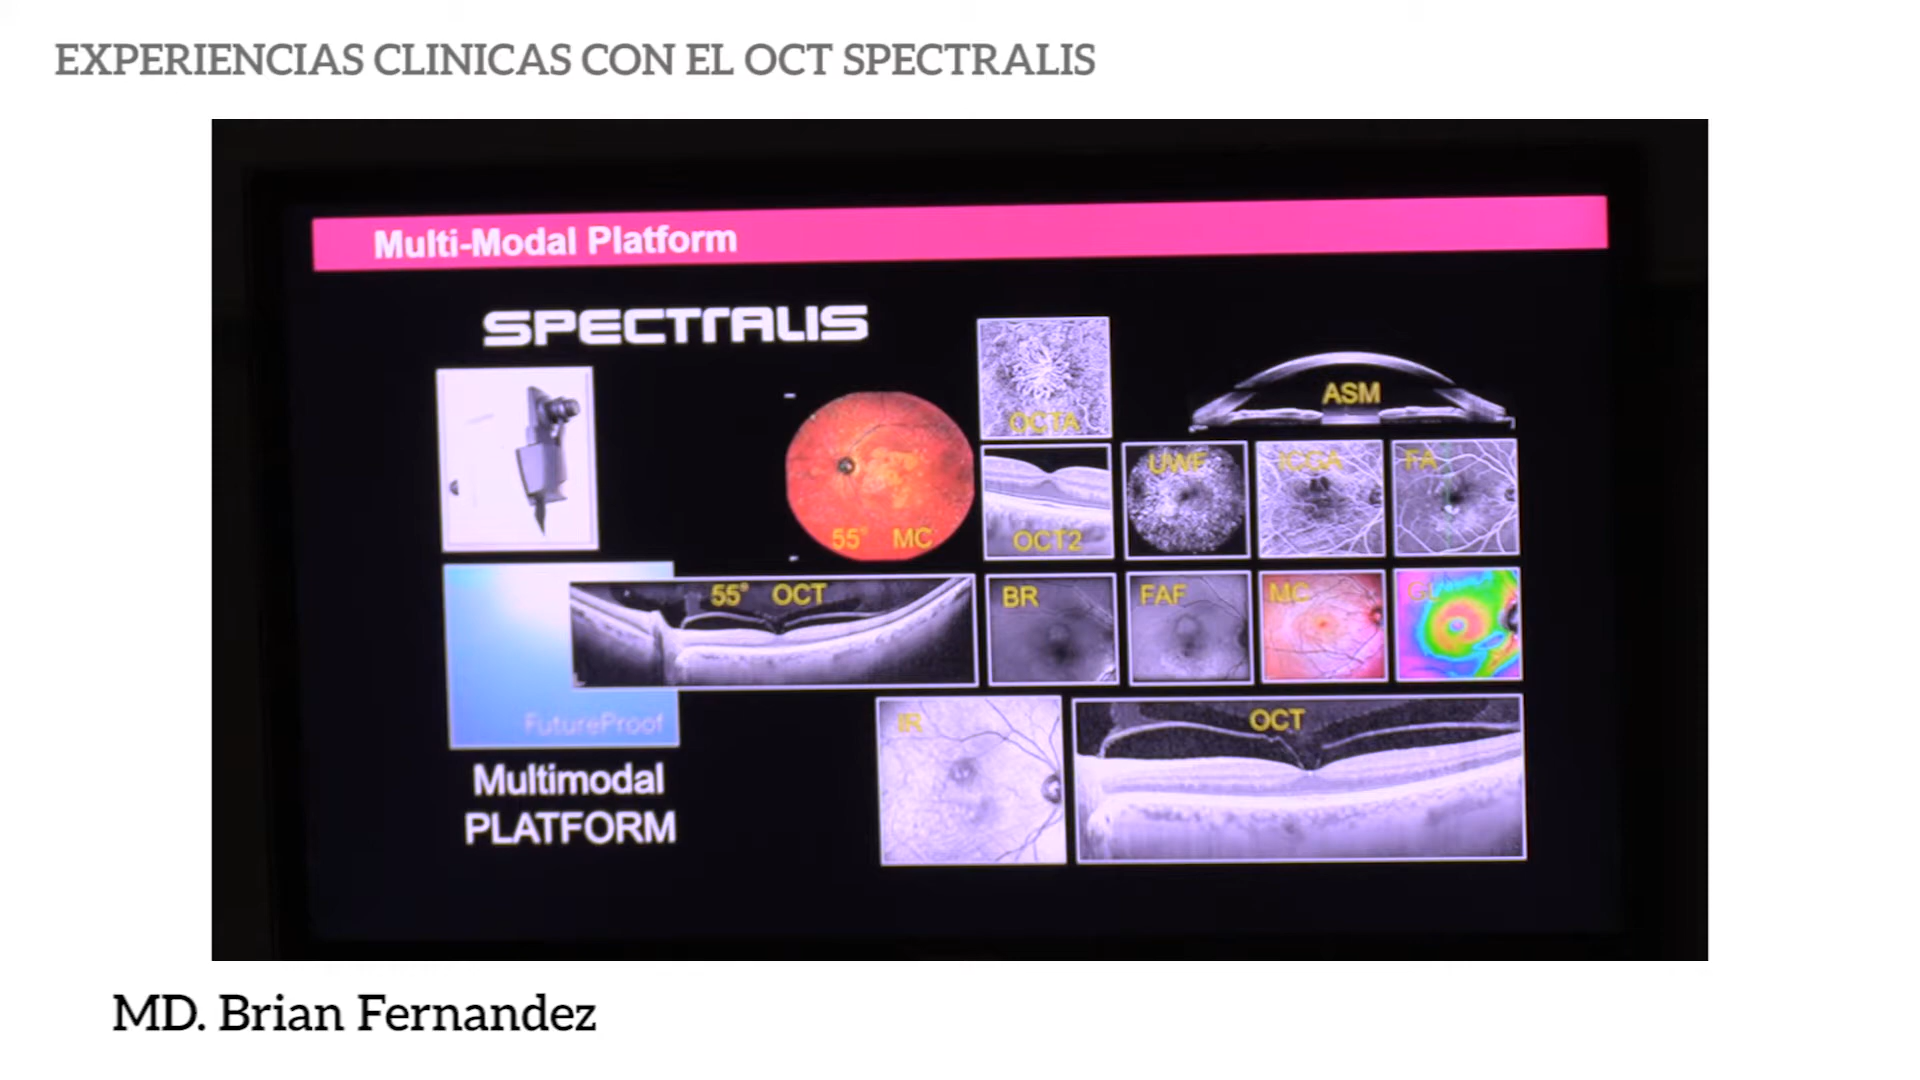 EXPERIENCIAS CLINICAS CON EL OCT SPECTRALIS
Multi-Modal Platform
SPECTRALIS
OCTA
ASM
55° MC
OCT2
UWF
ICGA
FA
55° OCT
BR
FAF
MC
FutureProof
IR
OCT
Multimodal
PLATFORM
MD. Brian Fernandez